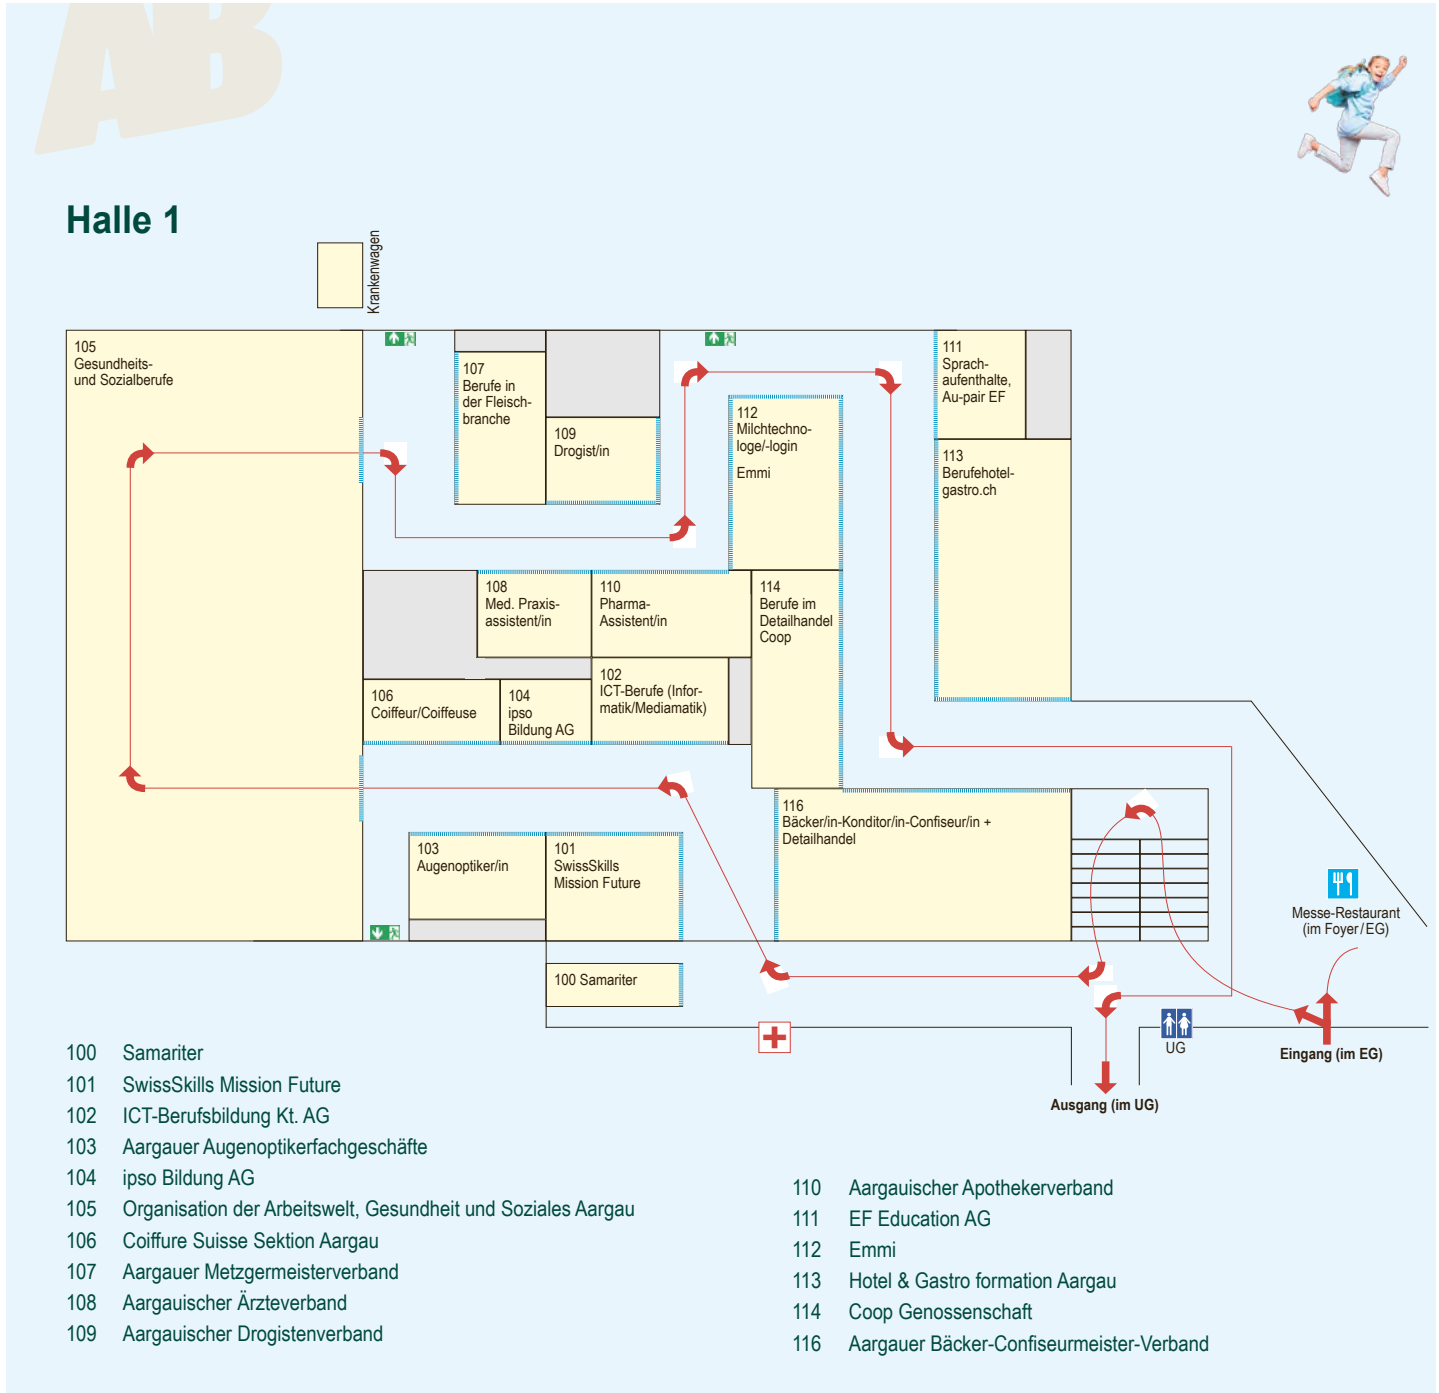 AB
Halle 1
Krankenwagen
105
Gesundheits-
und Sozialberufe
107
Berufe in
der Fleisch-
branche
109
Drogist/in
112
Milchtechno-
loge/-login
Emmi
111
Sprach-
aufenthalte,
Au-pair EF
113
Berufehotel-
gastro.ch
108
Med. Praxis-
assistent/in
110
Pharma-
Assistent/in
114
Berufe im
Detailhandel
Coop
106
Coiffeur/Coiffeuse
104
ipso
Bildung AG
102
ICT-Berufe (Infor-
matik/Mediamatik)
116
Bäcker/in-Konditor/in-Confiseur/in +
Detailhandel
103
Augenoptiker/in
101
SwissSkills
Mission Future
100 Samariter
Messe-Restaurant
(im Foyer/EG)
UG
Eingang (im EG)
Ausgang (im UG)
100 Samariter
101 SwissSkills Mission Future
102 ICT-Berufsbildung Kt. AG
103 Aargauer Augenoptikerfachgeschäfte
104 ipso Bildung AG
105 Organisation der Arbeitswelt, Gesundheit und Soziales Aargau
106 Coiffure Suisse Sektion Aargau
107 Aargauer Metzgermeisterverband
108 Aargauischer Ärzteverband
109 Aargauischer Drogistenverband
110 Aargauischer Apothekerverband
111 EF Education AG
112 Emmi
113 Hotel & Gastro formation Aargau
114 Coop Genossenschaft
116 Aargauer Bäcker-Confiseurmeister-Verband